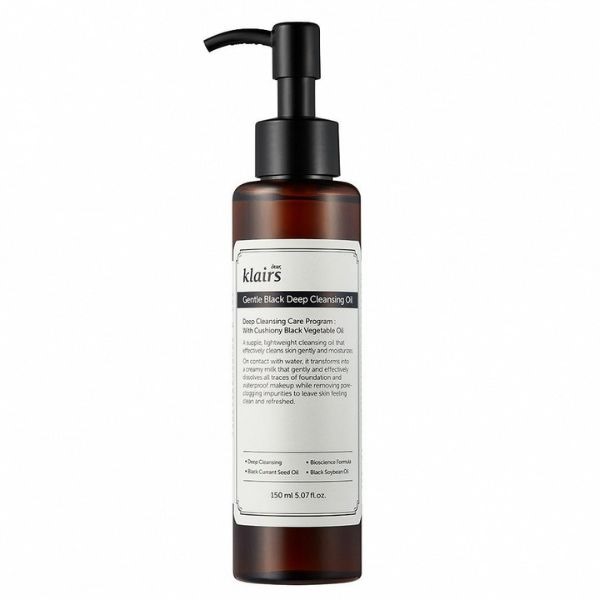 dear,
klairs
Gentle Black Deep Cleansing Oil
Deep Cleansing Care Program :
With Cushiony Black Vegetable Oil
A supple, lightweight cleansing oil that
effectively cleans skin gently and moisturizes.
On contact with water, it transforms into
a creamy milk that gently and effectively
dissolves all traces of foundation and
waterproof makeup while removing pore-
clogging impurities to leave skin feeling
clean and refreshed.
• Deep Cleansing • Bioscience Formula
• Black Currant Seed Oil • Black Soybean Oil
150 ml 5.07 fl. oz.